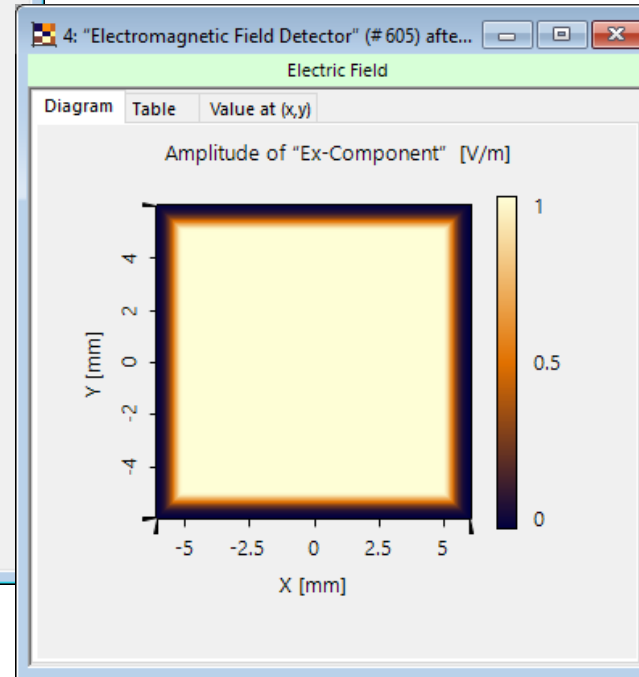 4: "Electromagnetic Field Detector" (# 605) afte...
Electric Field
Diagram Table Value at (x,y)
Amplitude of "Ex-Component" [V/m]
1
0.5
0
4
2
0
-2
-4
Y [mm]
-5 -2.5 0 2.5 5
X [mm]